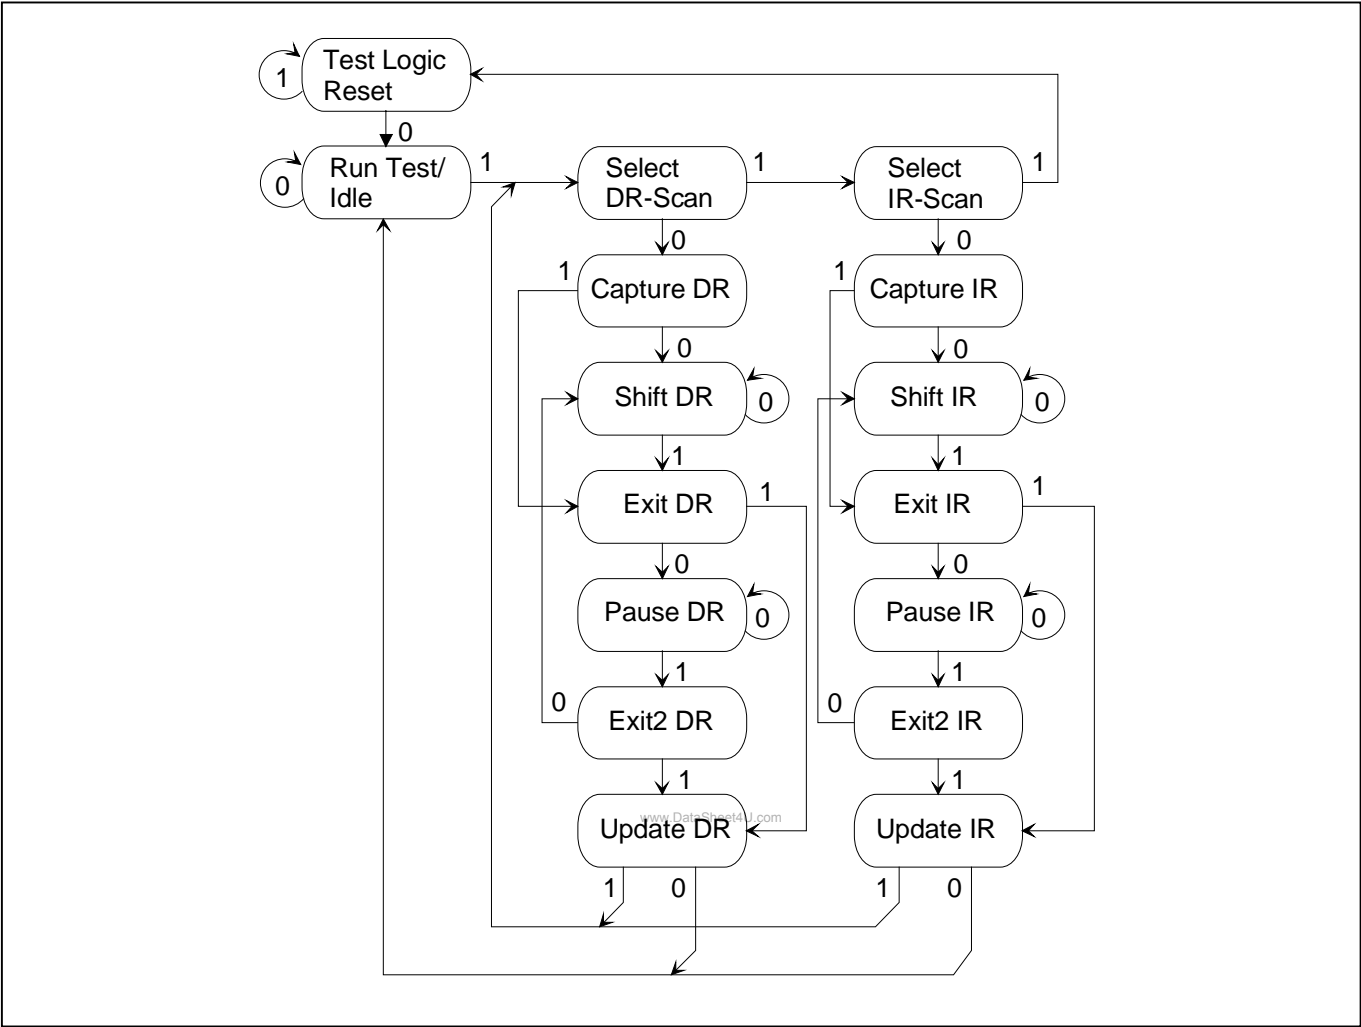 Test Logic
Reset
1
0
Run Test/
Idle
0
1
Select
DR-Scan
1
Select
IR-Scan
1
0
0
1
Capture DR
1
Capture IR
0
0
Shift DR
0
Shift IR
0
1
1
Exit DR
1
Exit IR
1
0
0
Pause DR
0
Pause IR
0
1
1
0
Exit2 DR
0
Exit2 IR
1
1
www.DataSheet4U.com
Update DR
Update IR
1
0
1
0